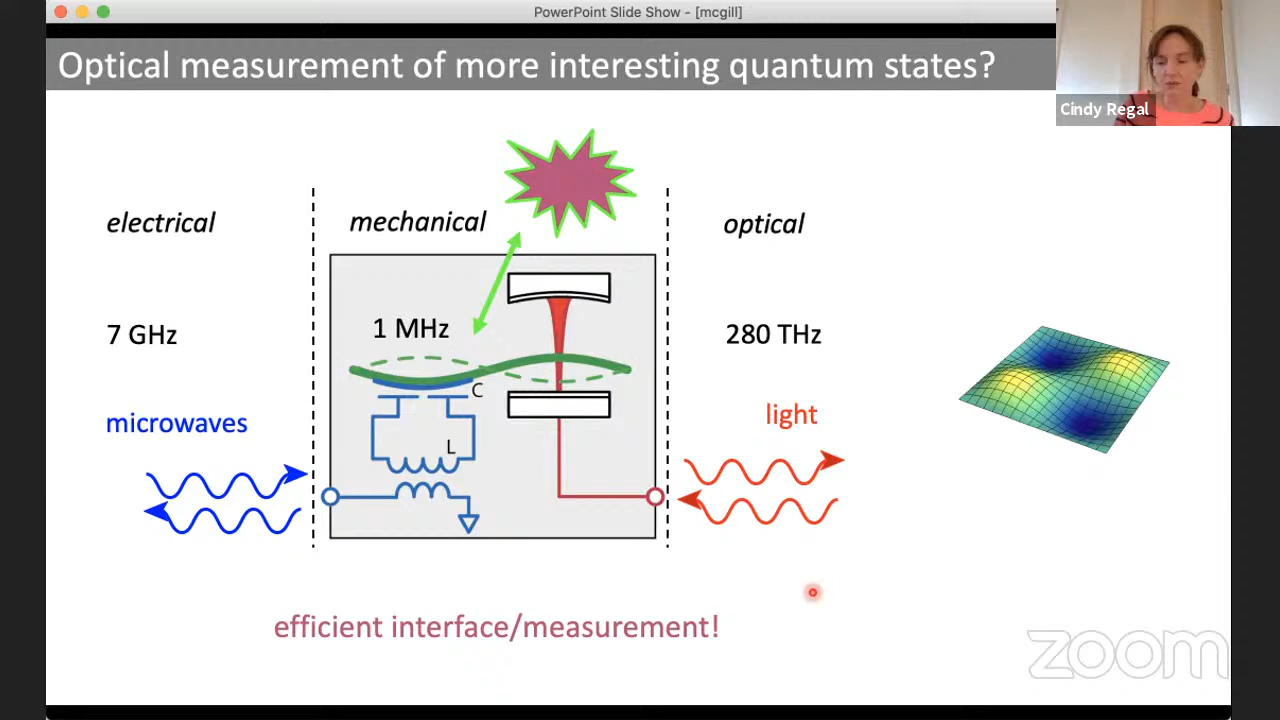 PowerPoint Slide Show - [mcgill]
Optical measurement of more interesting quantum states?
Cindy Regal
electrical
mechanical
optical
7 GHz
1 MHz
280 THz
C
microwaves
light
L
efficient interface/measurement!
zoom